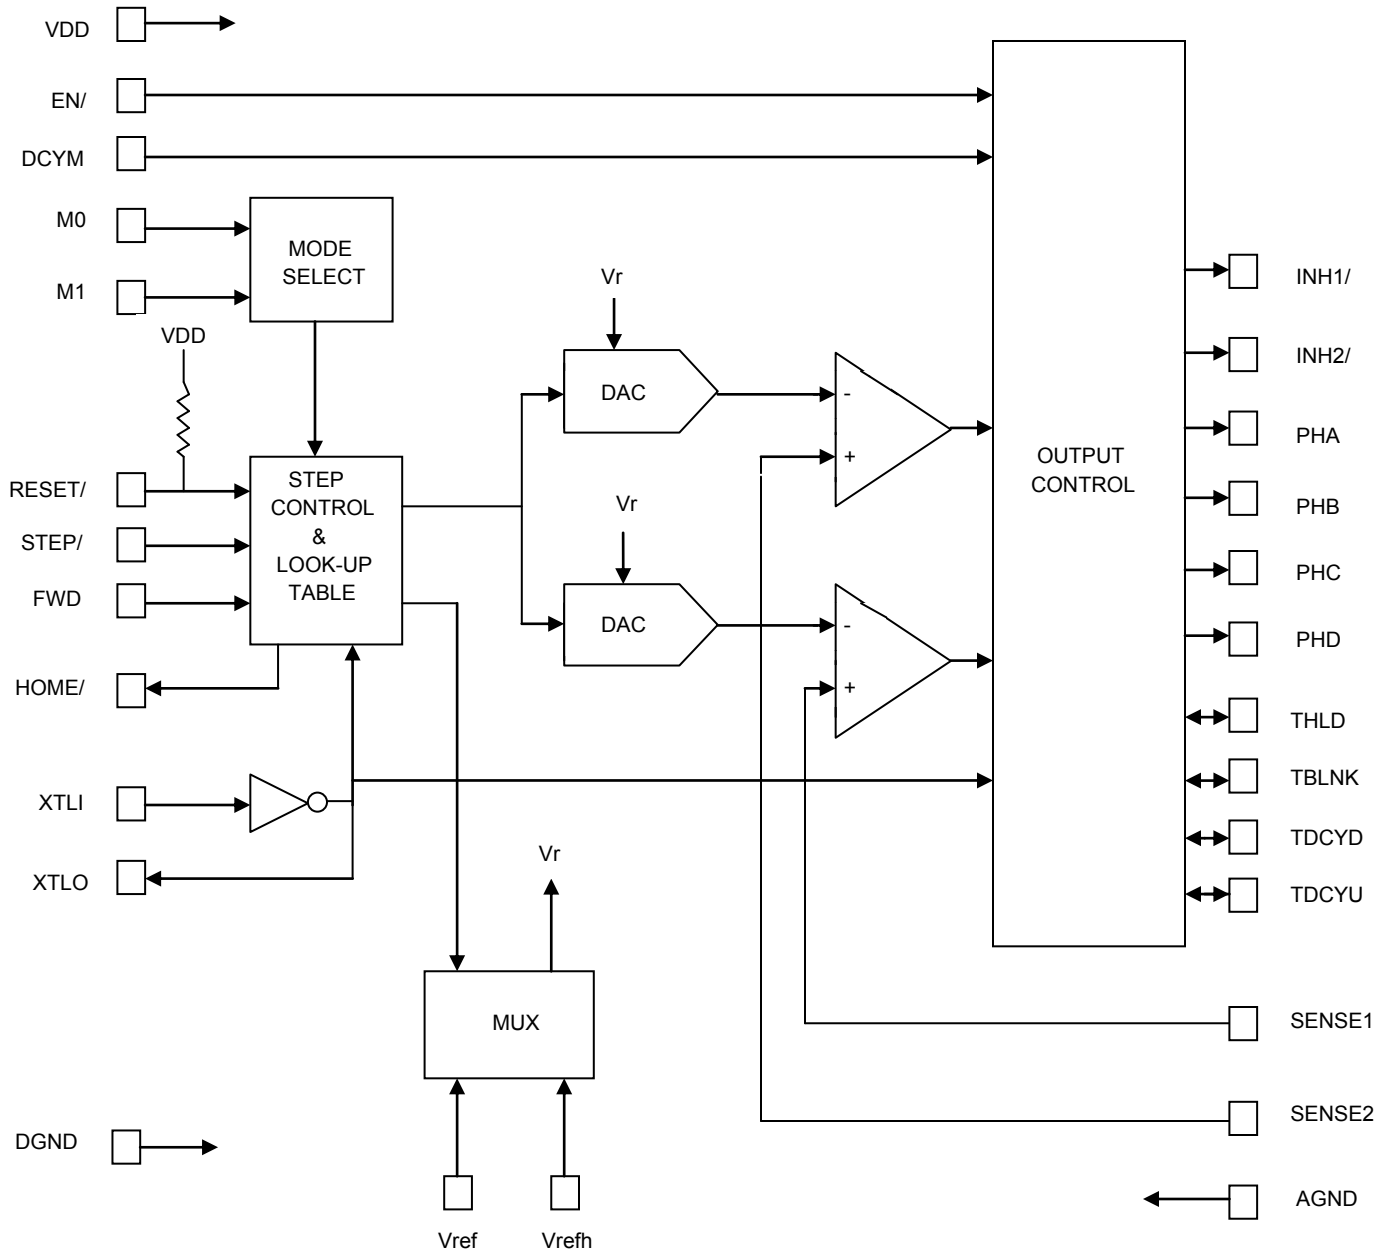 VDD
EN/
DCYM
M0
M1
MODE
SELECT
VDD
RESET/
STEP/
FWD
HOME/
XTLI
XTLO
STEP
CONTROL
&
LOOK-UP
TABLE
Vr
DAC
Vr
DAC
-
+
-
+
OUTPUT
CONTROL
INH1/
INH2/
PHA
PHB
PHC
PHD
THLD
TBLNK
TDCYD
TDCYU
Vr
MUX
SENSE1
SENSE2
DGND
AGND
Vref
Vrefh